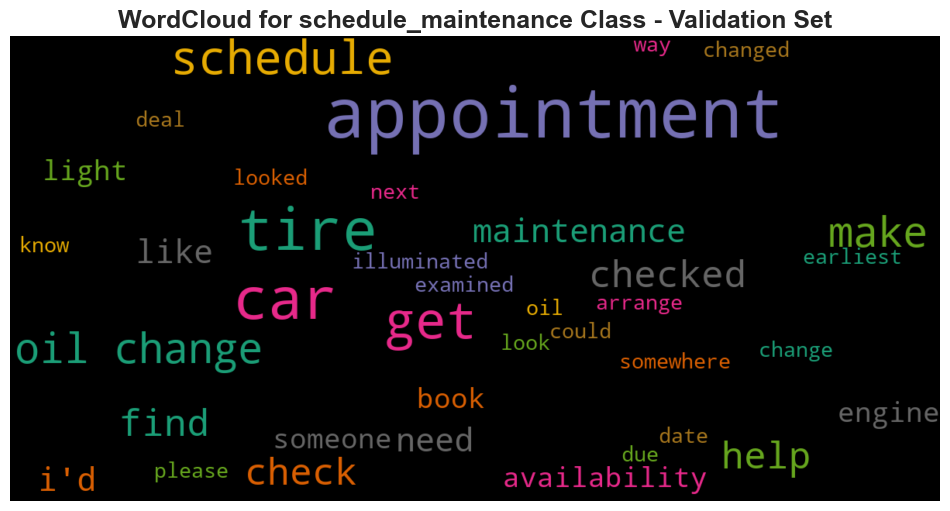 WordCloud for schedule_maintenance Class - Validation Set
schedule
way
changed
appointment
deal
light
looked
next
tire
maintenance
make
know
like
illuminated
checked
earliest
examined
car
get
oil
arrange
could
oil change
look
somewhere
change
book
find
someone
need
engine
date
due
help
i'd
please
check
availability